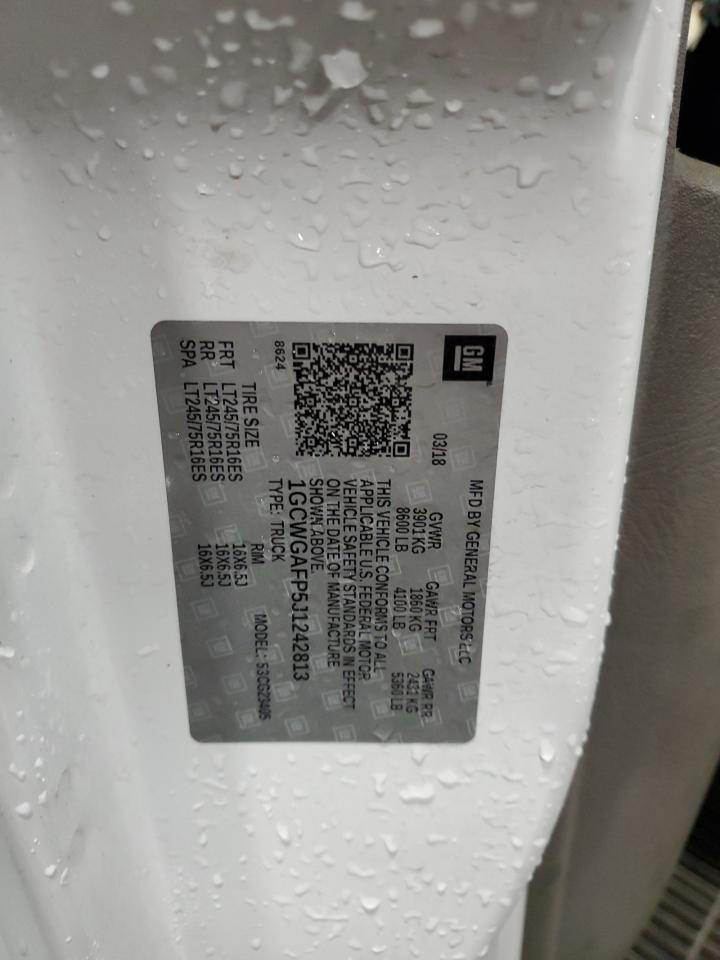 GM
MFD BY GENERAL MOTORS LLC
03/18 GVWR GAWR FRT GAWR RR
3901 KG 1860 KG 2431 KG
8600 LB 4100 LB 5360 LB
THIS VEHICLE CONFORMS TO ALL
APPLICABLE U.S. FEDERAL MOTOR
VEHICLE SAFETY STANDARDS IN EFFECT
ON THE DATE OF MANUFACTURE
SHOWN ABOVE.
1GCWGAFP5J1242813
8624 TYPE: TRUCK MODEL: 53CG23405
TIRE SIZE RIM
FRT LT245/75R16ES 16X6.5J
RR LT245/75R16ES 16X6.5J
SPA LT245/75R16ES 16X6.5J